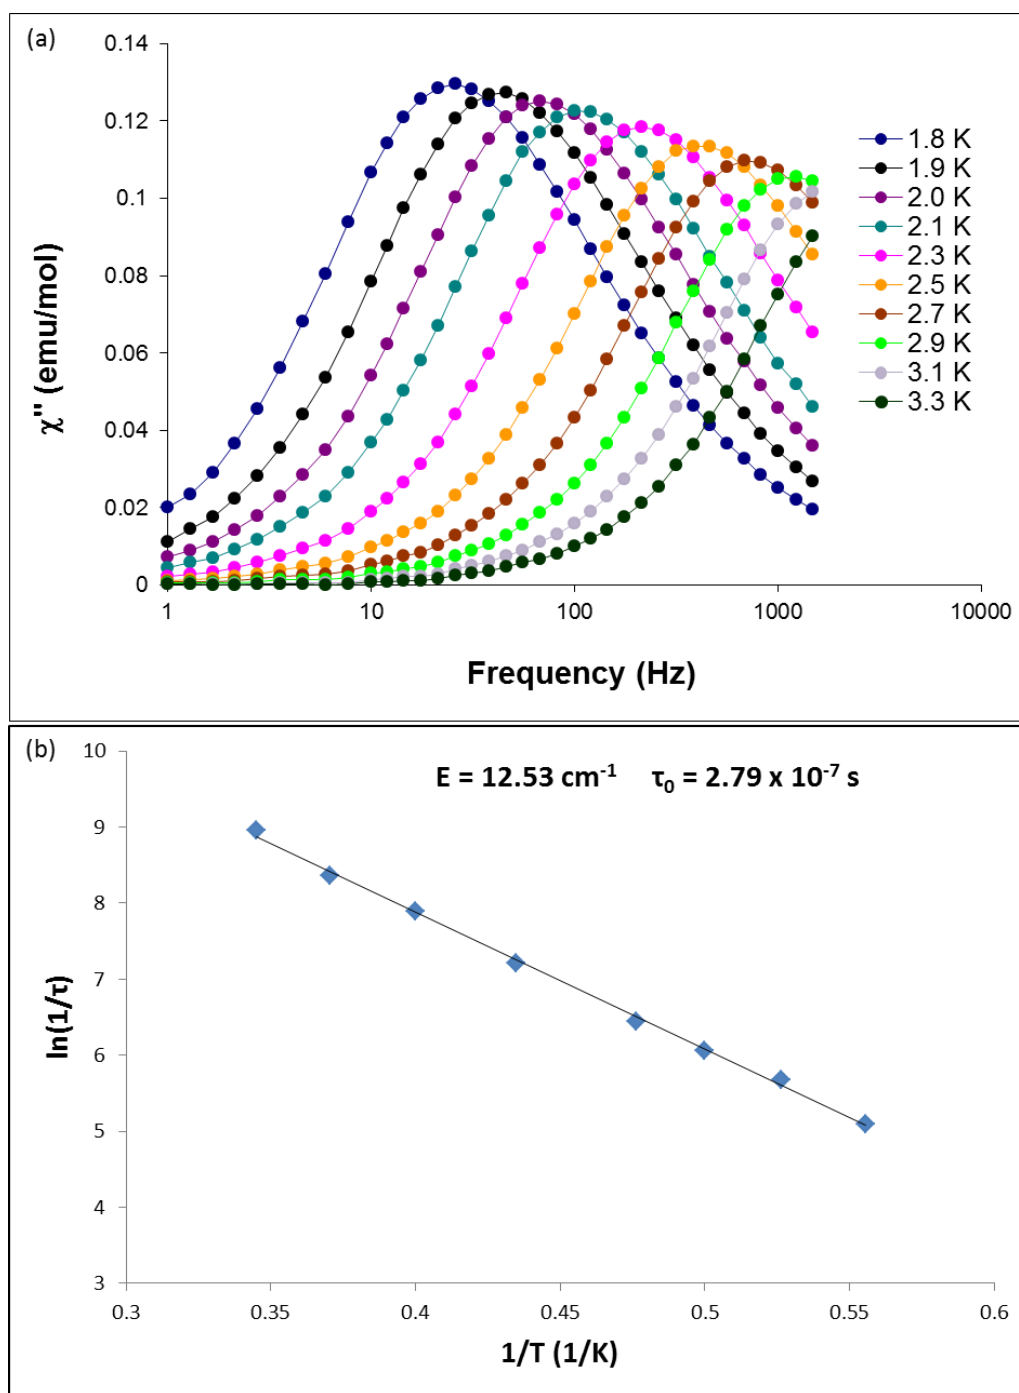 (a)
0.14
0.12
0.1
0.08
0.06
0.04
0.02
0
χ" (emu/mol)
1 10 100 1000 10000
Frequency (Hz)
1.8 K
1.9 K
2.0 K
2.1 K
2.3 K
2.5 K
2.7 K
2.9 K
3.1 K
3.3 K
(b)
E = 12.53 cm⁻¹ τ₀ = 2.79 x 10⁻⁷ s
10
9
8
7
6
5
4
3
ln(1/τ)
0.3 0.35 0.4 0.45 0.5 0.55 0.6
1/T (1/K)